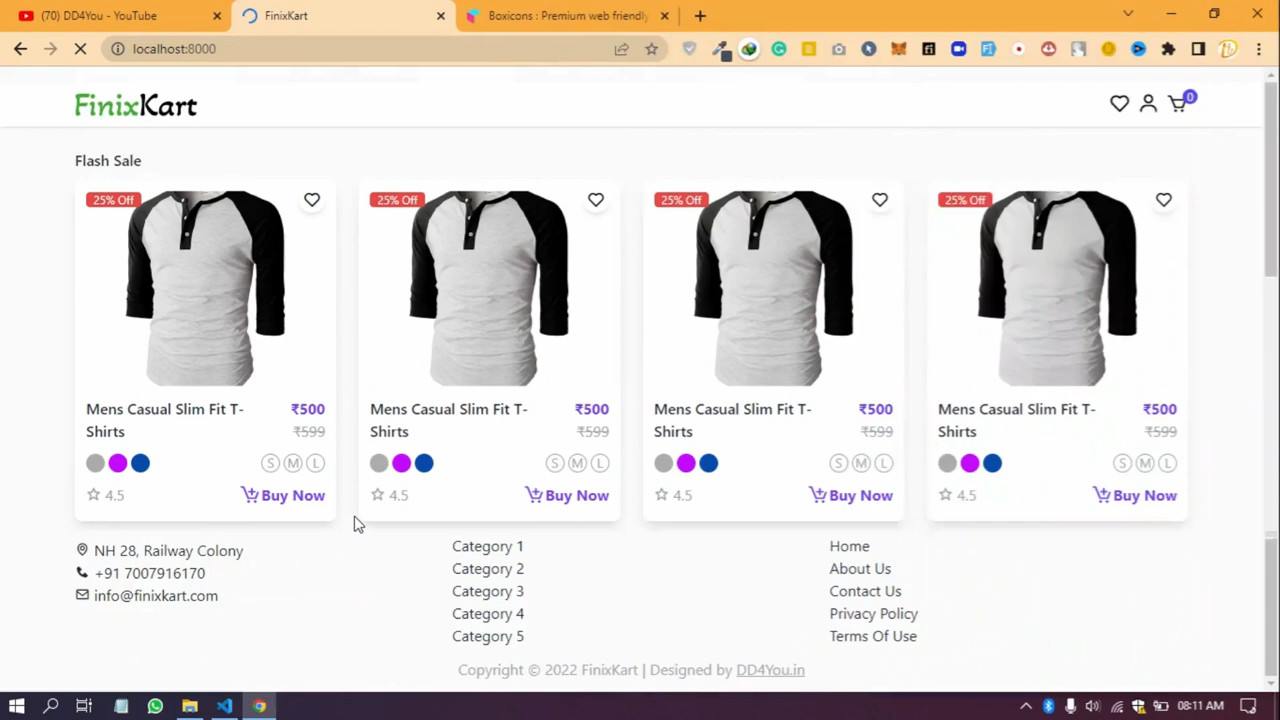 (70) DD4You - YouTube
FinixKart
Boxicons : Premium web friendly
localhost:8000
FinixKart
0
Flash Sale
25% Off
25% Off
25% Off
25% Off
Mens Casual Slim Fit T-
Shirts
₹500
₹599
S M L
4.5
Buy Now
Mens Casual Slim Fit T-
Shirts
₹500
₹599
S M L
4.5
Buy Now
Mens Casual Slim Fit T-
Shirts
₹500
₹599
S M L
4.5
Buy Now
Mens Casual Slim Fit T-
Shirts
₹500
₹599
S M L
4.5
Buy Now
NH 28, Railway Colony
+91 7007916170
info@finixkart.com
Category 1
Category 2
Category 3
Category 4
Category 5
Home
About Us
Contact Us
Privacy Policy
Terms Of Use
Copyright © 2022 FinixKart | Designed by DD4You.in
08:11 AM